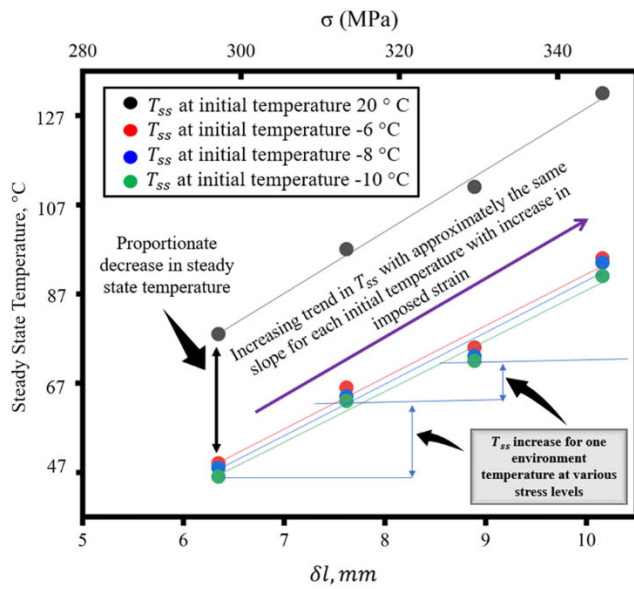 σ (MPa)
280 300 320 340
T_ss at initial temperature 20 ° C
T_ss at initial temperature -6 °C
T_ss at initial temperature -8 °C
T_ss at initial temperature -10 °C
Proportionate
decrease in steady
state temperature
Increasing trend in T_ss with approximately the same
slope for each initial temperature with increase in
imposed strain
T_ss increase for one
environment
temperature at various
stress levels
Steady State Temperature, °C
127
107
87
67
47
5 6 7 8 9 10
δl, mm